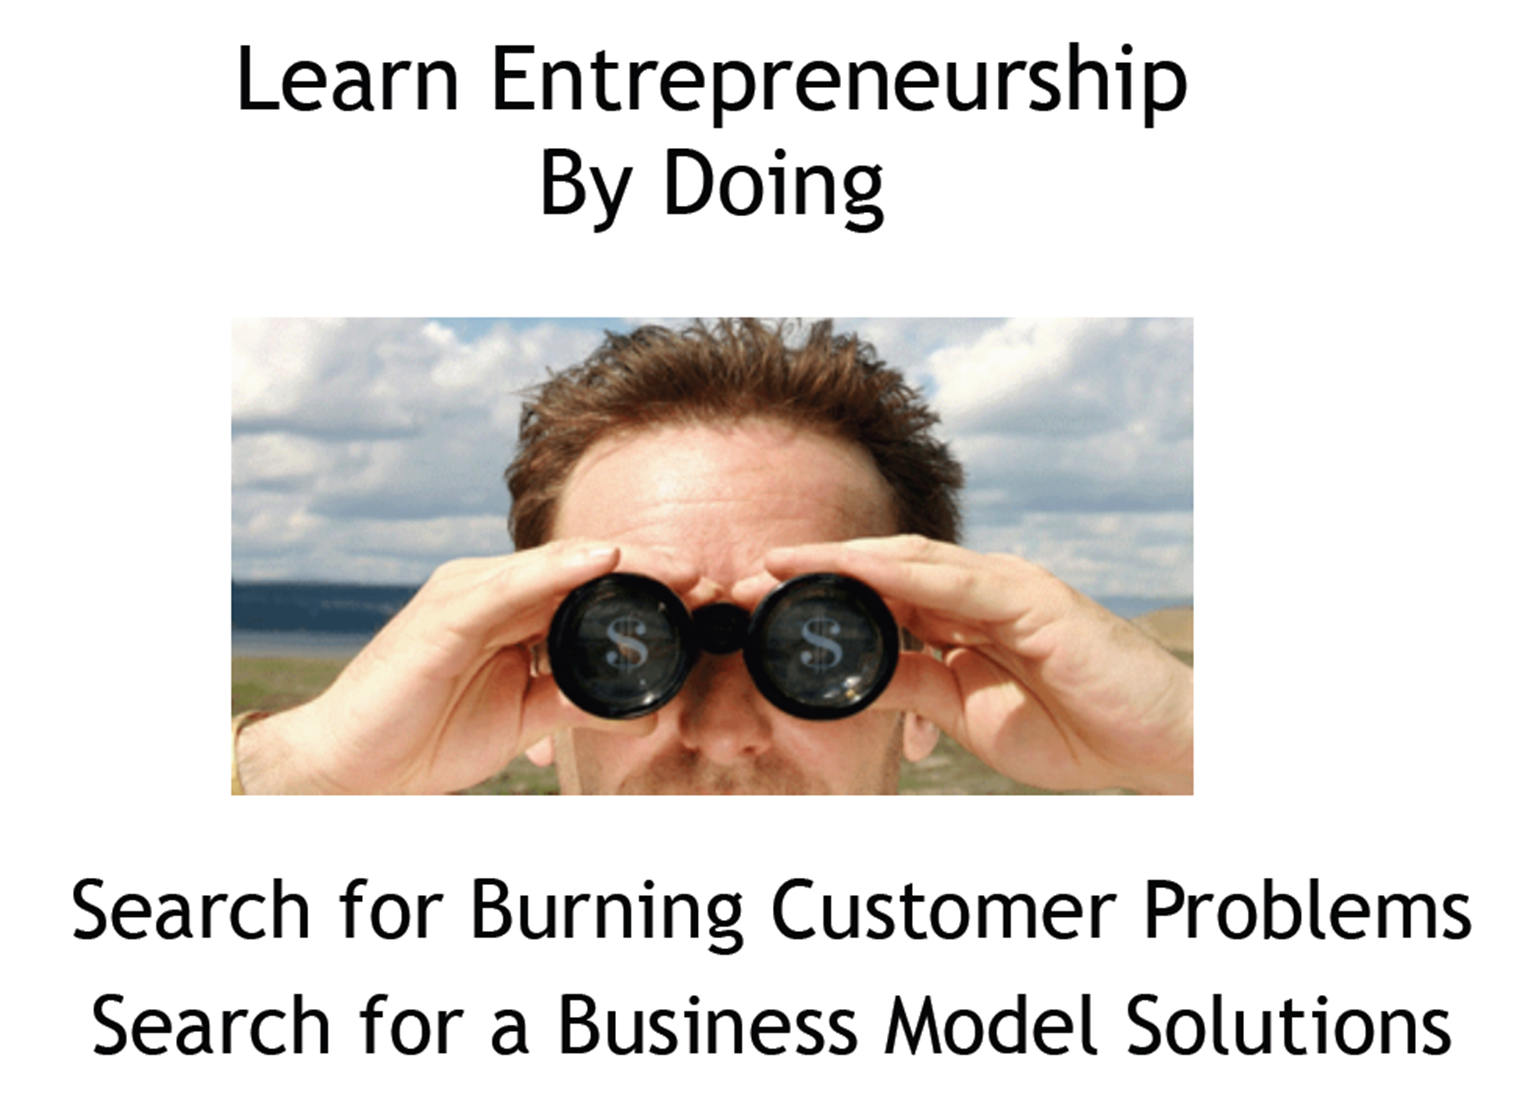 Learn Entrepreneurship
By Doing
$ $
Search for Burning Customer Problems
Search for a Business Model Solutions